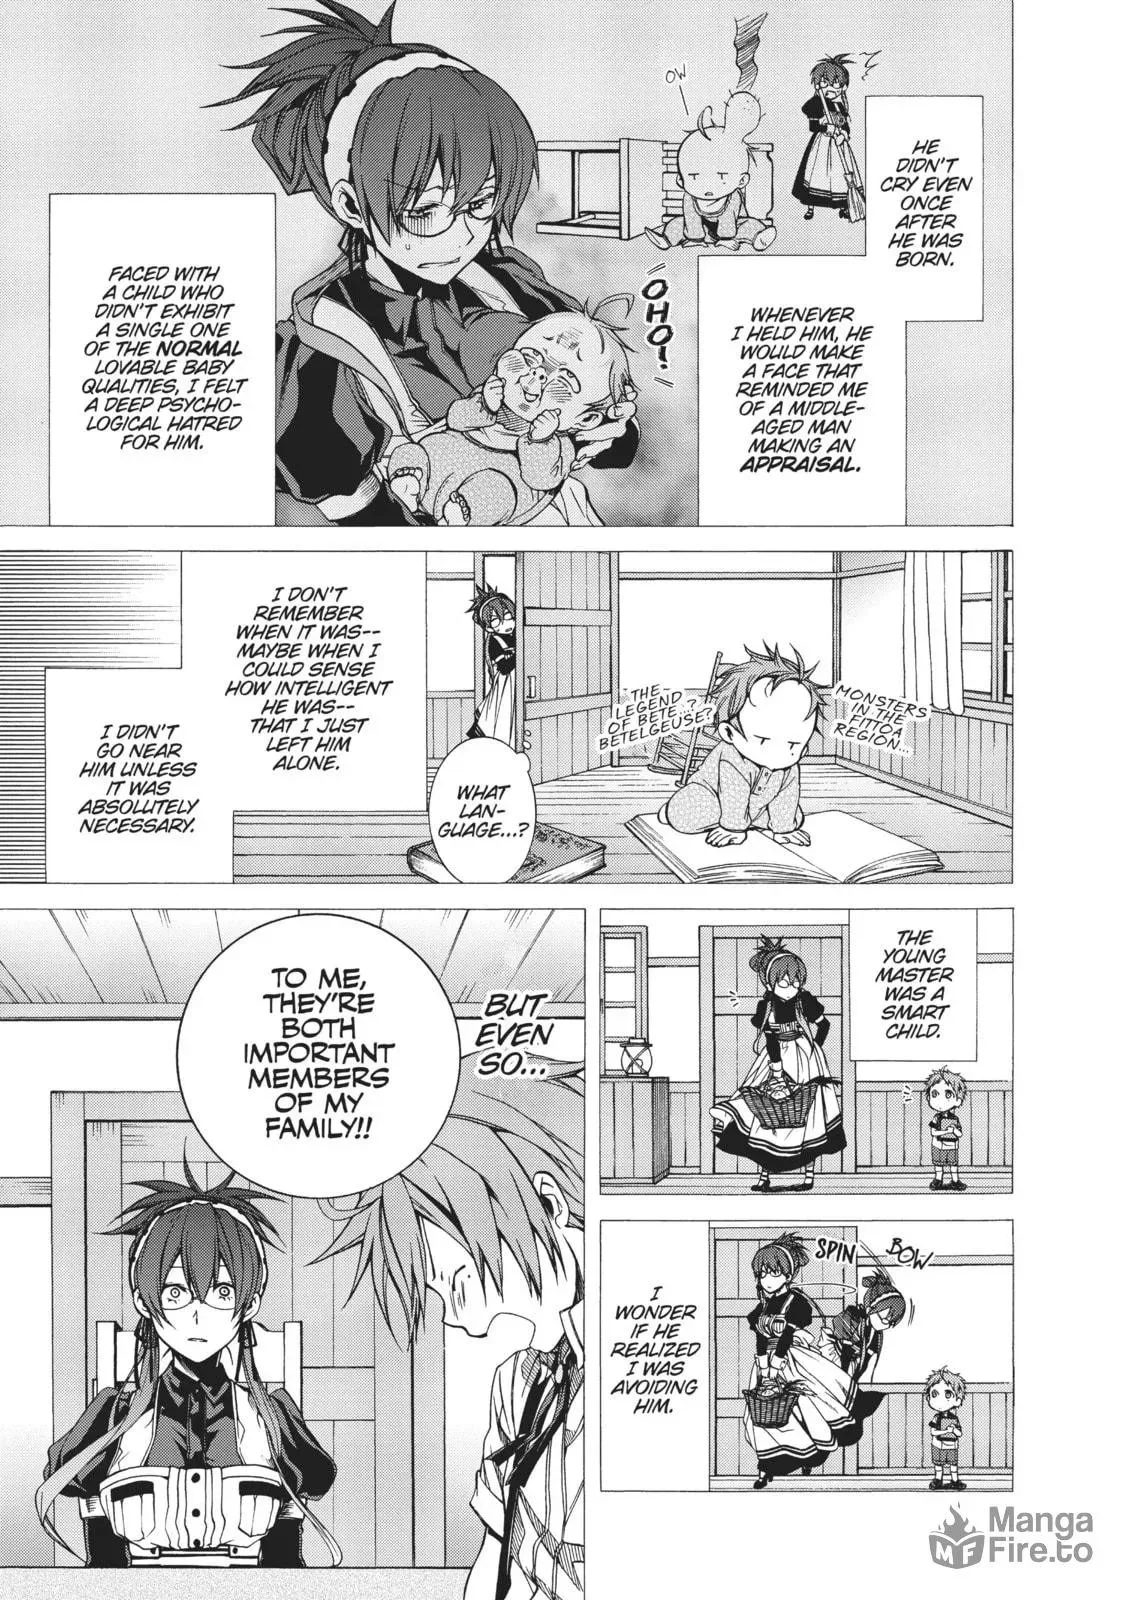 OW
HE
DIDN'T
CRY EVEN
ONCE
AFTER
HE WAS
BORN.
WHENEVER
I HELD HIM, HE
WOULD MAKE
A FACE THAT
REMINDED ME
OF A MIDDLE-
AGED MAN
MAKING AN
APPRAISAL.
OHO!
FACED WITH
A CHILD WHO
DIDN'T EXHIBIT
A SINGLE ONE
OF THE NORMAL
LOVABLE BABY
QUALITIES, I FELT
A DEEP PSYCHO-
LOGICAL HATRED
FOR HIM.
MONSTERS
IN THE
FITTOA
REGION...
THE
LEGEND
OF BETE...?
BETELGEUSE?
WHAT
LAN-
GUAGE...?
I DON'T
REMEMBER
WHEN IT WAS--
MAYBE WHEN I
COULD SENSE
HOW INTELLIGENT
HE WAS--
THAT I JUST
LEFT HIM
ALONE.
I DIDN'T
GO NEAR
HIM UNLESS
IT WAS
ABSOLUTELY
NECESSARY.
THE
YOUNG
MASTER
WAS A
SMART
CHILD.
SPIN
BOW
I
WONDER
IF HE
REALIZED
I WAS
AVOIDING
HIM.
BUT
EVEN
SO...
TO ME,
THEY'RE
BOTH
IMPORTANT
MEMBERS
OF MY
FAMILY!!
MF
Manga
Fire.to